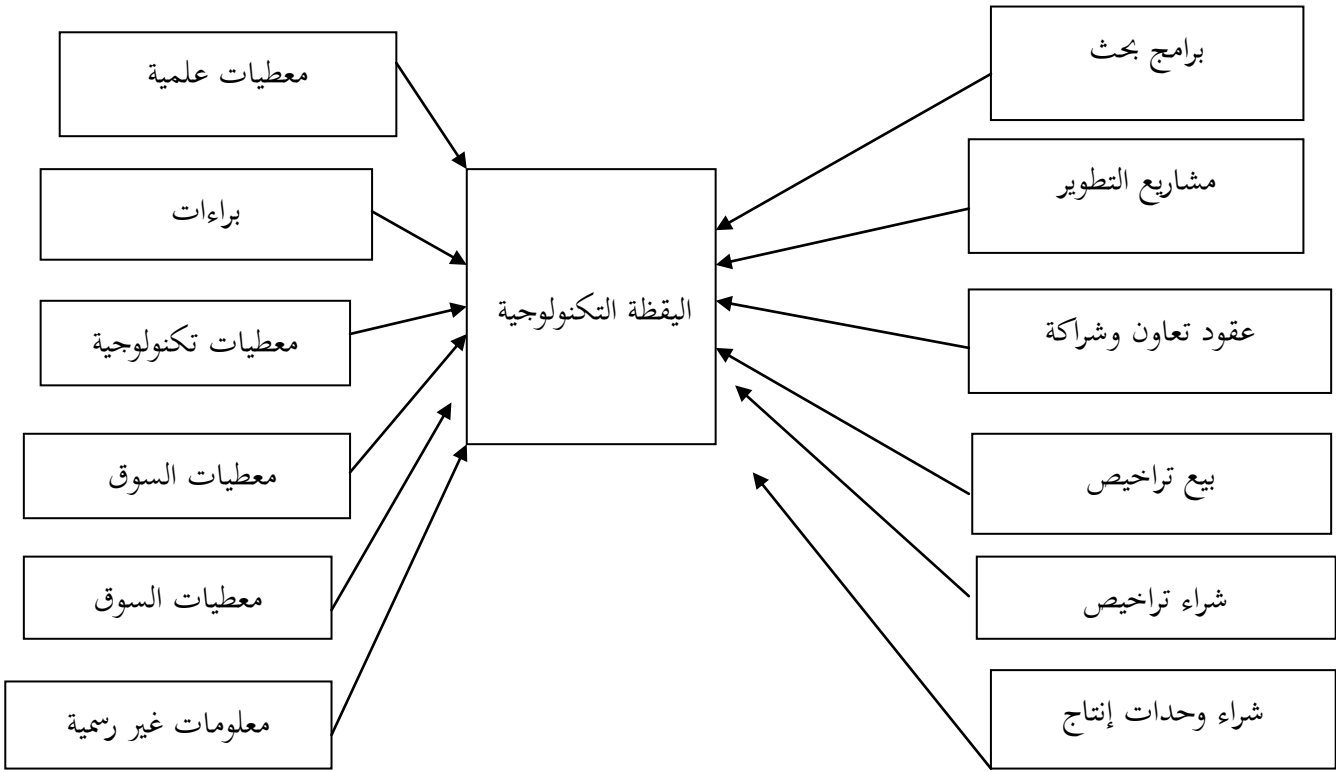 برامج بحث
مشاريع التطوير
عقود تعاون وشراكة
بيع تراخيص
شراء تراخيص
شراء وحدات إنتاج
اليقظة التكنولوجية
معطيات علمية
براءات
معطيات تكنولوجية
معطيات السوق
معطيات السوق
معلومات غير رسمية